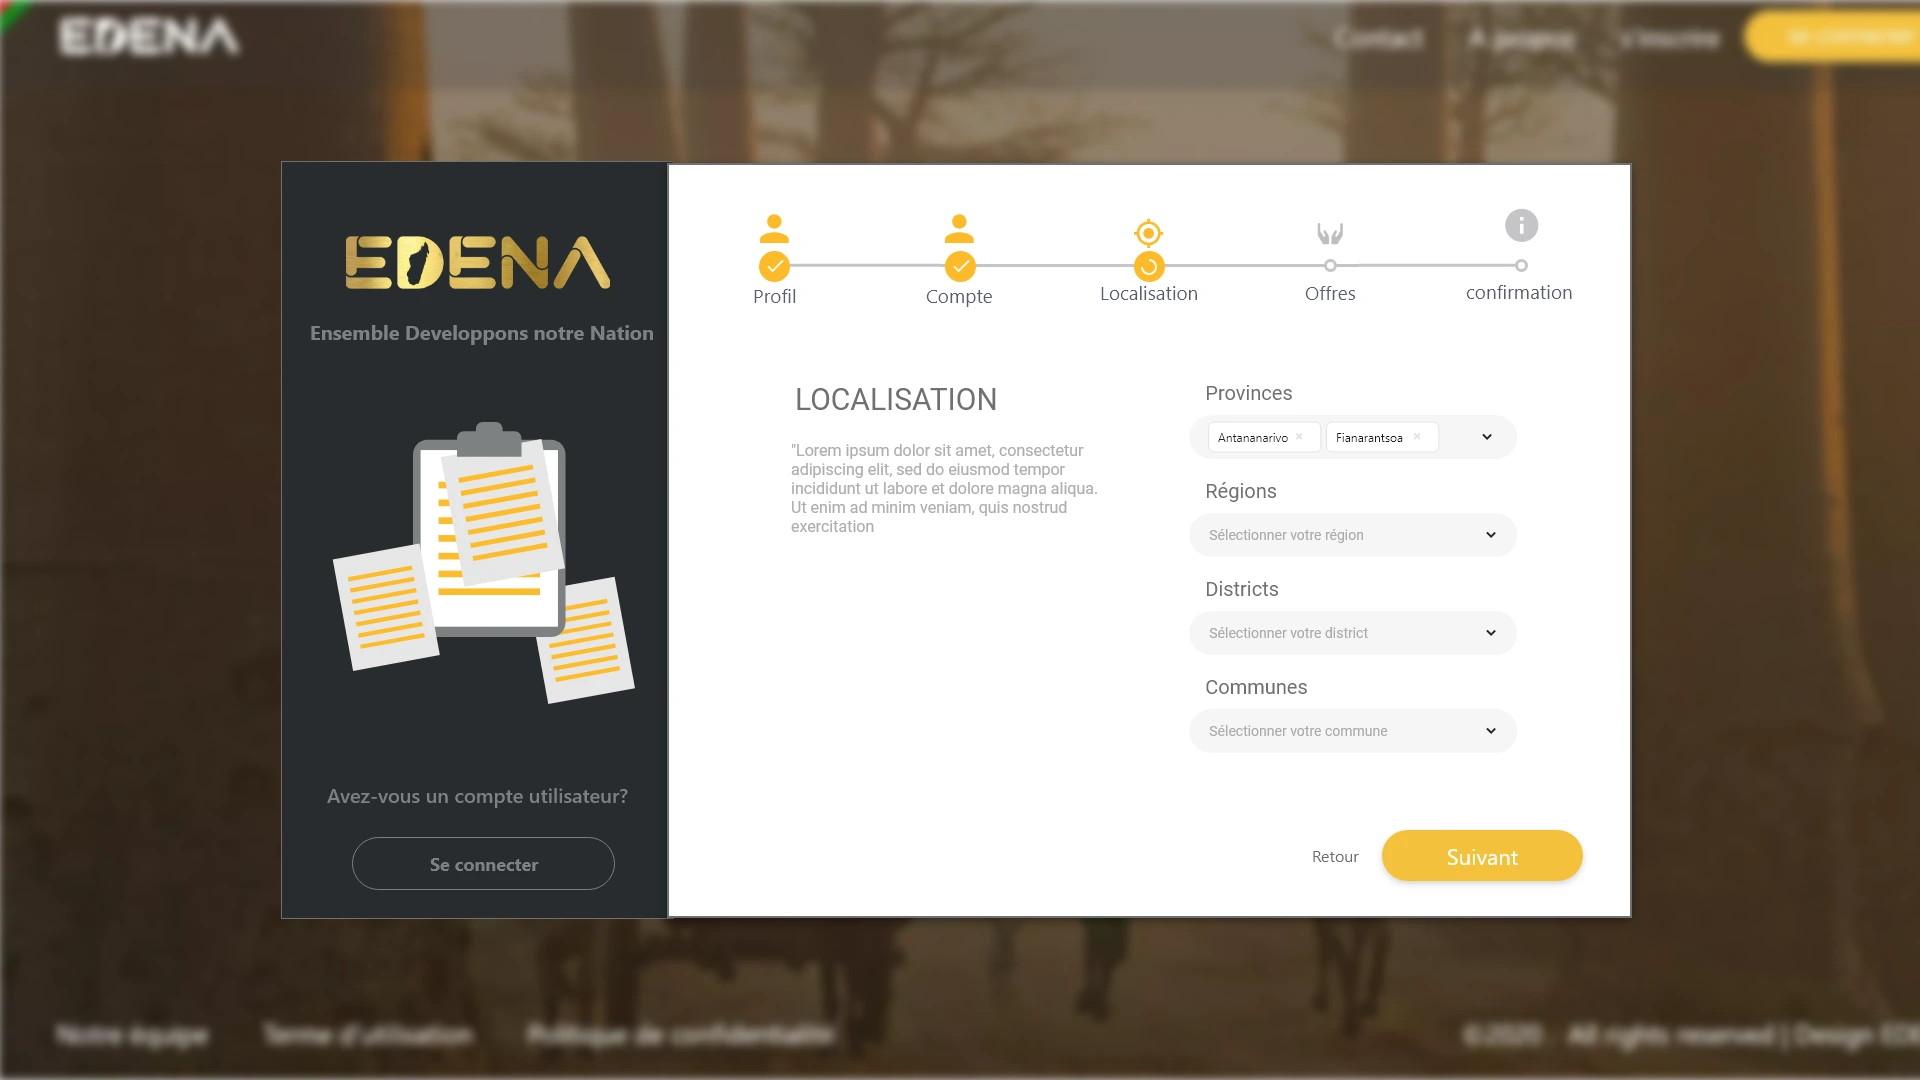 EDENA
Contact
A propos
s'inscrire
se connecter
EDENA
Ensemble Developpons notre Nation
Avez-vous un compte utilisateur?
Se connecter
Profil
Compte
Localisation
Offres
confirmation
LOCALISATION
"Lorem ipsum dolor sit amet, consectetur
adipiscing elit, sed do eiusmod tempor
incididunt ut labore et dolore magna aliqua.
Ut enim ad minim veniam, quis nostrud
exercitation
Provinces
Antananarivo ×
Fianarantsoa ×
Régions
Sélectionner votre région
Districts
Sélectionner votre district
Communes
Sélectionner votre commune
Retour
Suivant
Notre équipe
Terme d'utilisation
Politique de confidentialité
©2020 All rights reserved | Design EDE